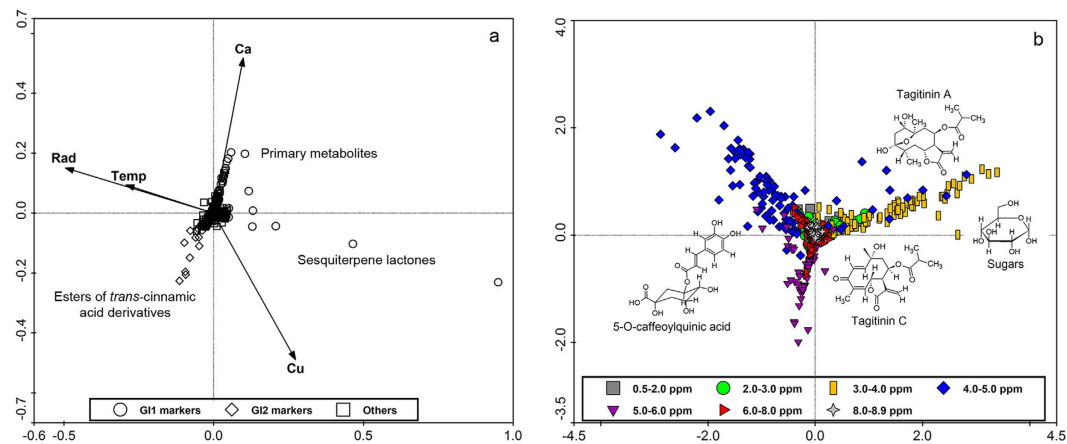 a
0.7
0.4
0.2
0.0
-0.2
-0.4
-0.7
-0.6
-0.5
0.0
0.5
1.0
Ca
Rad
Temp
Cu
Primary metabolites
Sesquiterpene lactones
Esters of trans-cinnamic
acid derivatives
GI1 markers
GI2 markers
Others
b
4.0
2.0
0.0
-2.0
-3.5
-4.5
-2.0
0.0
2.0
4.5
Tagitinin A
Sugars
Tagitinin C
5-O-caffeoylquinic acid
0.5-2.0 ppm
2.0-3.0 ppm
3.0-4.0 ppm
4.0-5.0 ppm
5.0-6.0 ppm
6.0-8.0 ppm
8.0-8.9 ppm